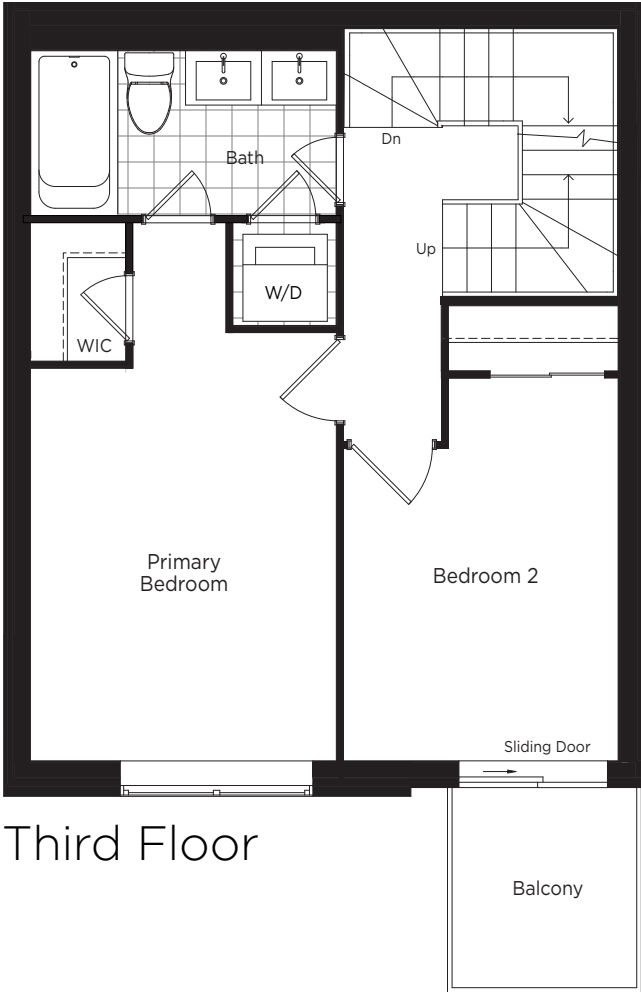 Bath
Dn
Up
W/D
WIC
Primary
Bedroom
Bedroom 2
Sliding Door
Third Floor
Balcony